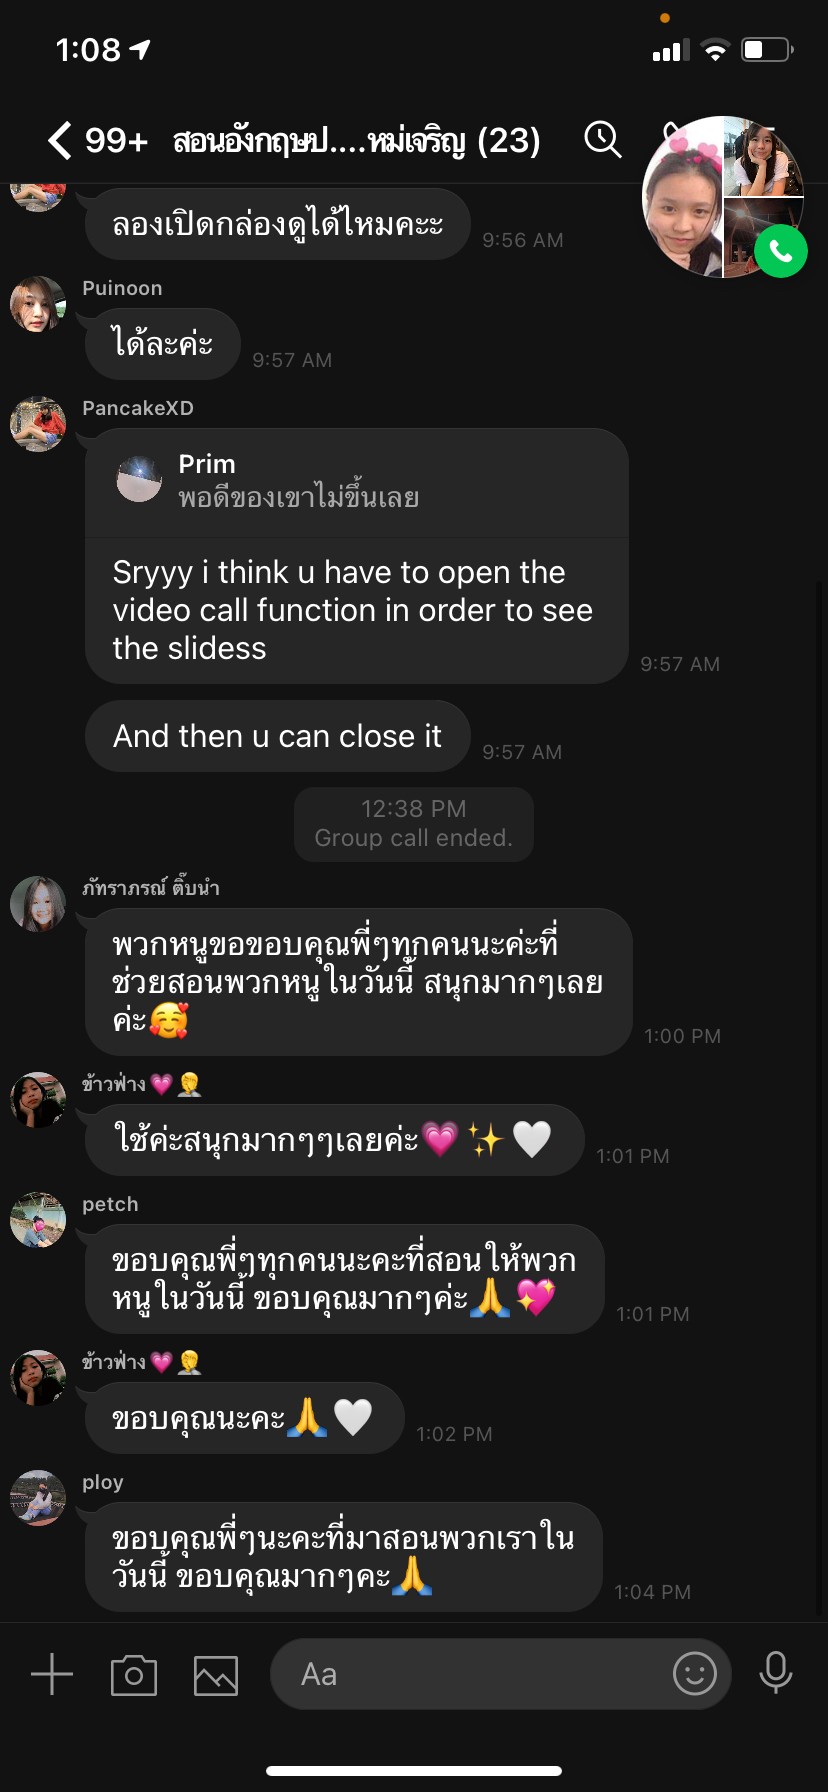 1:08
99+ สอนอังกฤษป....หมู่เจริญ (23)
ลองเปิดกล่องดูได้ไหมคะะ
9:56 AM
Puinoon
ได้ละค่ะ
9:57 AM
PancakeXD
Prim
พอดีของเขาไม่ขึ้นเลย
Sryyy i think u have to open the
video call function in order to see
the slidess
9:57 AM
And then u can close it
9:57 AM
12:38 PM
Group call ended.
ภัทราภรณ์ ติ๊บนำ
พวกหนูขอขอบคุณพี่ๆทุกคนนะค่ะที่
ช่วยสอนพวกหนูในวันนี้ สนุกมากๆเลย
ค่ะ🥰
1:00 PM
ข้าวฟ่าง💗🤦
ใช้ค่ะสนุกมากๆๆเลยค่ะ💗✨🤍
1:01 PM
petch
ขอบคุณพี่ๆทุกคนนะคะที่สอนให้พวก
หนูในวันนี้ ขอบคุณมากๆค่ะ🙏💖
1:01 PM
ข้าวฟ่าง💗🤦
ขอบคุณนะคะ🙏🤍
1:02 PM
ploy
ขอบคุณพี่ๆนะคะที่มาสอนพวกเราใน
วันนี้ ขอบคุณมากๆคะ🙏
1:04 PM
Aa